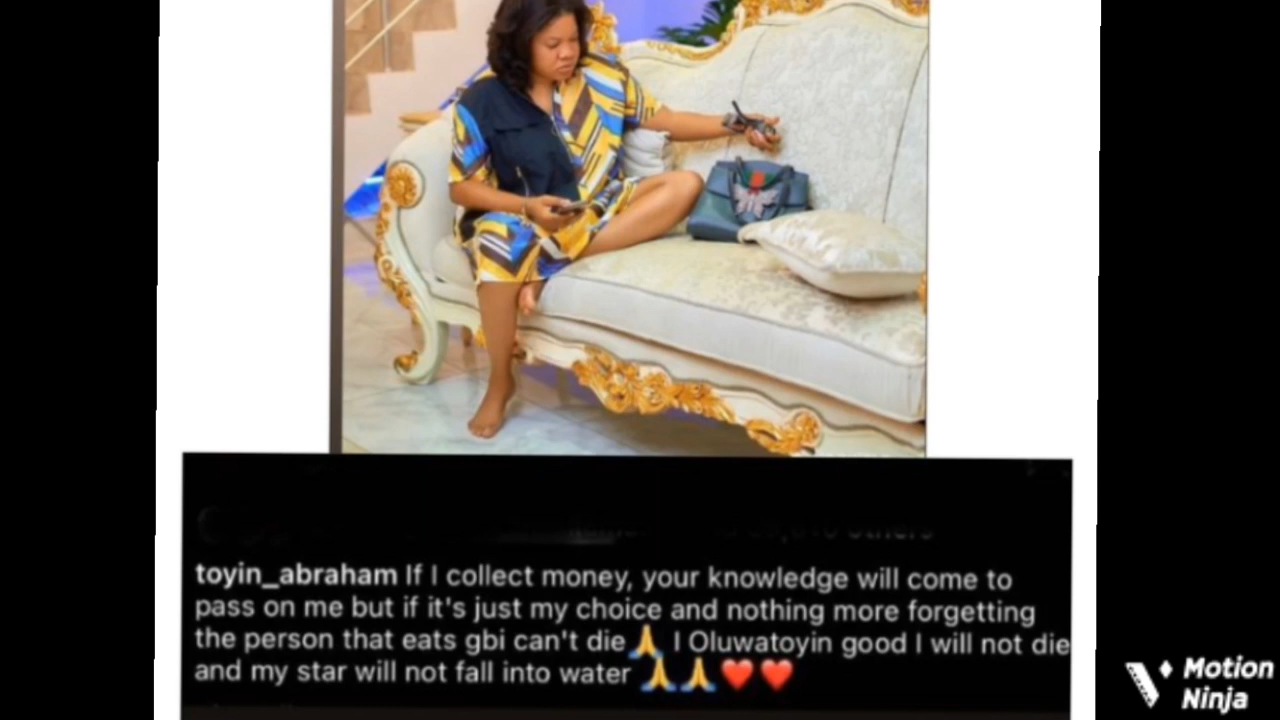 toyin_abraham If I collect money, your knowledge will come to
pass on me but if it's just my choice and nothing more forgetting
the person that eats gbi can't die🙏 I Oluwatoyin good I will not die
and my star will not fall into water 🙏🙏❤️❤️
Motion
Ninja